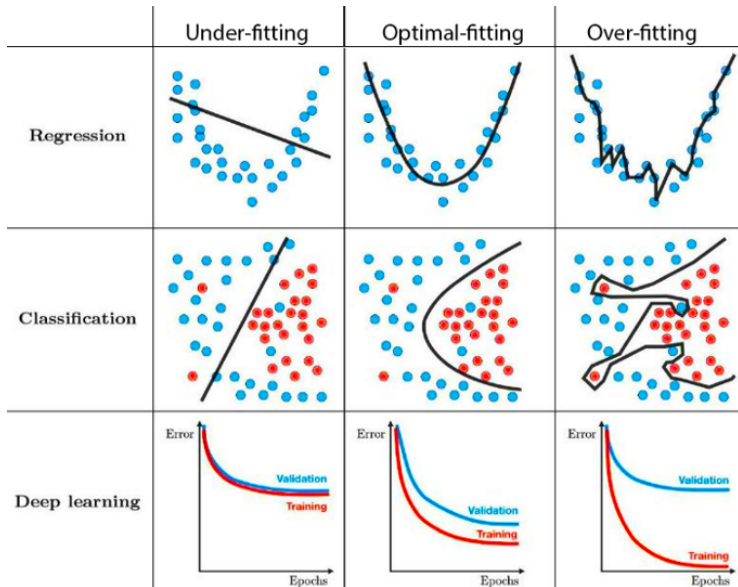 Under-fitting Optimal-fitting Over-fitting
Regression
Classification
Deep learning
Error
Validation
Training
Epochs
Error
Validation
Training
Epochs
Error
Validation
Training
Epochs